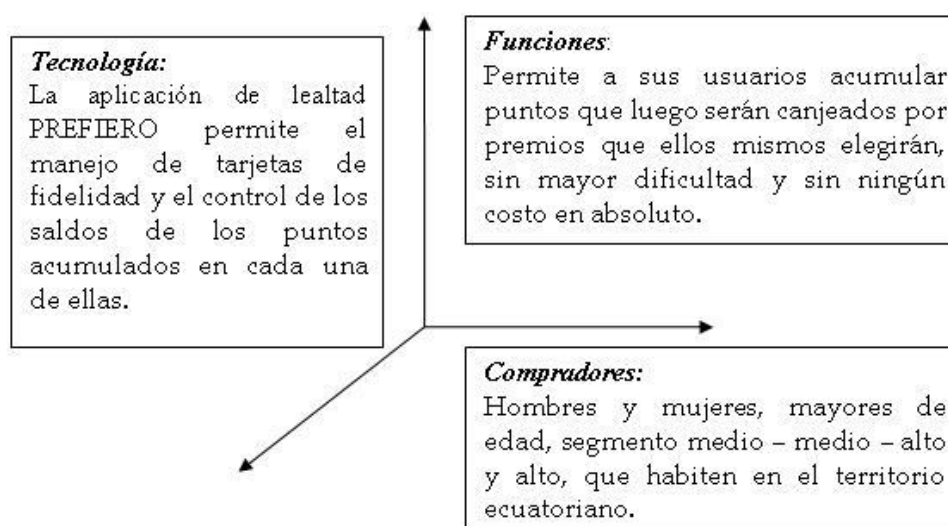 Tecnología:
La aplicación de lealtad
PREFIERO permite el
manejo de tarjetas de
fidelidad y el control de los
saldos de los puntos
acumulados en cada una
de ellas.
Funciones:
Permite a sus usuarios acumular
puntos que luego serán canjeados por
premios que ellos mismos elegirán,
sin mayor dificultad y sin ningún
costo en absoluto.
Compradores:
Hombres y mujeres, mayores de
edad, segmento medio – medio – alto
y alto, que habiten en el territorio
ecuatoriano.